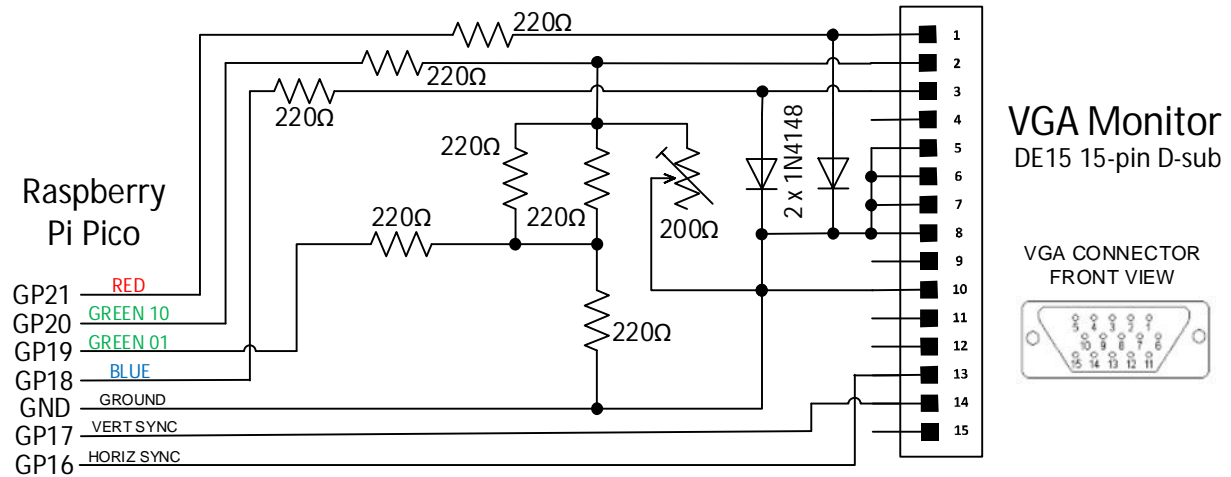 220Ω
220Ω
220Ω
220Ω
220Ω
220Ω
200Ω
220Ω
2 x 1N4148
Raspberry
Pi Pico
GP21 RED
GP20 GREEN 10
GP19 GREEN 01
GP18 BLUE
GND GROUND
GP17 VERT SYNC
GP16 HORIZ SYNC
1
2
3
4
5
6
7
8
9
10
11
12
13
14
15
VGA Monitor
DE15 15-pin D-sub
VGA CONNECTOR
FRONT VIEW
5 4 3 2 1
10 9 8 7 6
15 14 13 12 11